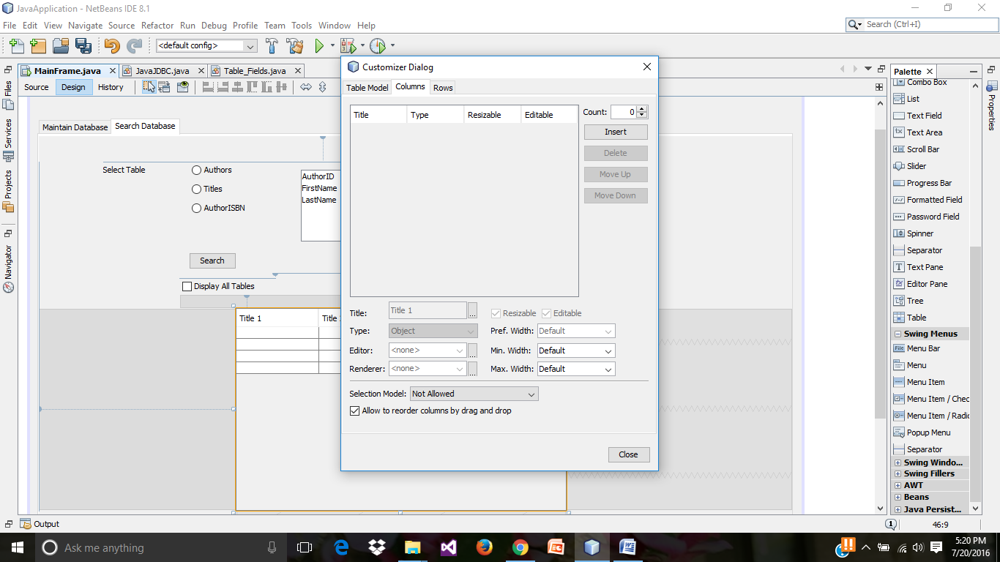 JavaApplication - NetBeans IDE 8.1
File Edit View Navigate Source Refactor Run Debug Profile Team Tools Window Help
Search (Ctrl+I)
<default config>
MainFrame.java JavaJDBC.java Table_Fields.java
Source Design History
Files
Services
Projects
Navigator
Maintain Database Search Database
Select Table
Authors
Titles
AuthorISBN
AuthorID
FirstName
LastName
Search
Display All Tables
Title 1 Title
Customizer Dialog
Table Model Columns Rows
Title Type Resizable Editable
Count: 0
Insert
Delete
Move Up
Move Down
Title: Title 1 ... Resizable Editable
Type: Object Pref. Width: Default
Editor: <none> ... Min. Width: Default
Renderer: <none> ... Max. Width: Default
Selection Model: Not Allowed
Allow to reorder columns by drag and drop
Close
Palette
Combo Box
List
Text Field
Text Area
Scroll Bar
Slider
Progress Bar
Formatted Field
Password Field
Spinner
Separator
Text Pane
Editor Pane
Tree
Table
Swing Menus
Menu Bar
Menu
Menu Item
Menu Item / Chec
Menu Item / Radic
Popup Menu
Separator
Swing Windo...
Swing Fillers
AWT
Beans
Java Persist...
Properties
Output
1 46:9
Ask me anything
5:20 PM
7/20/2016